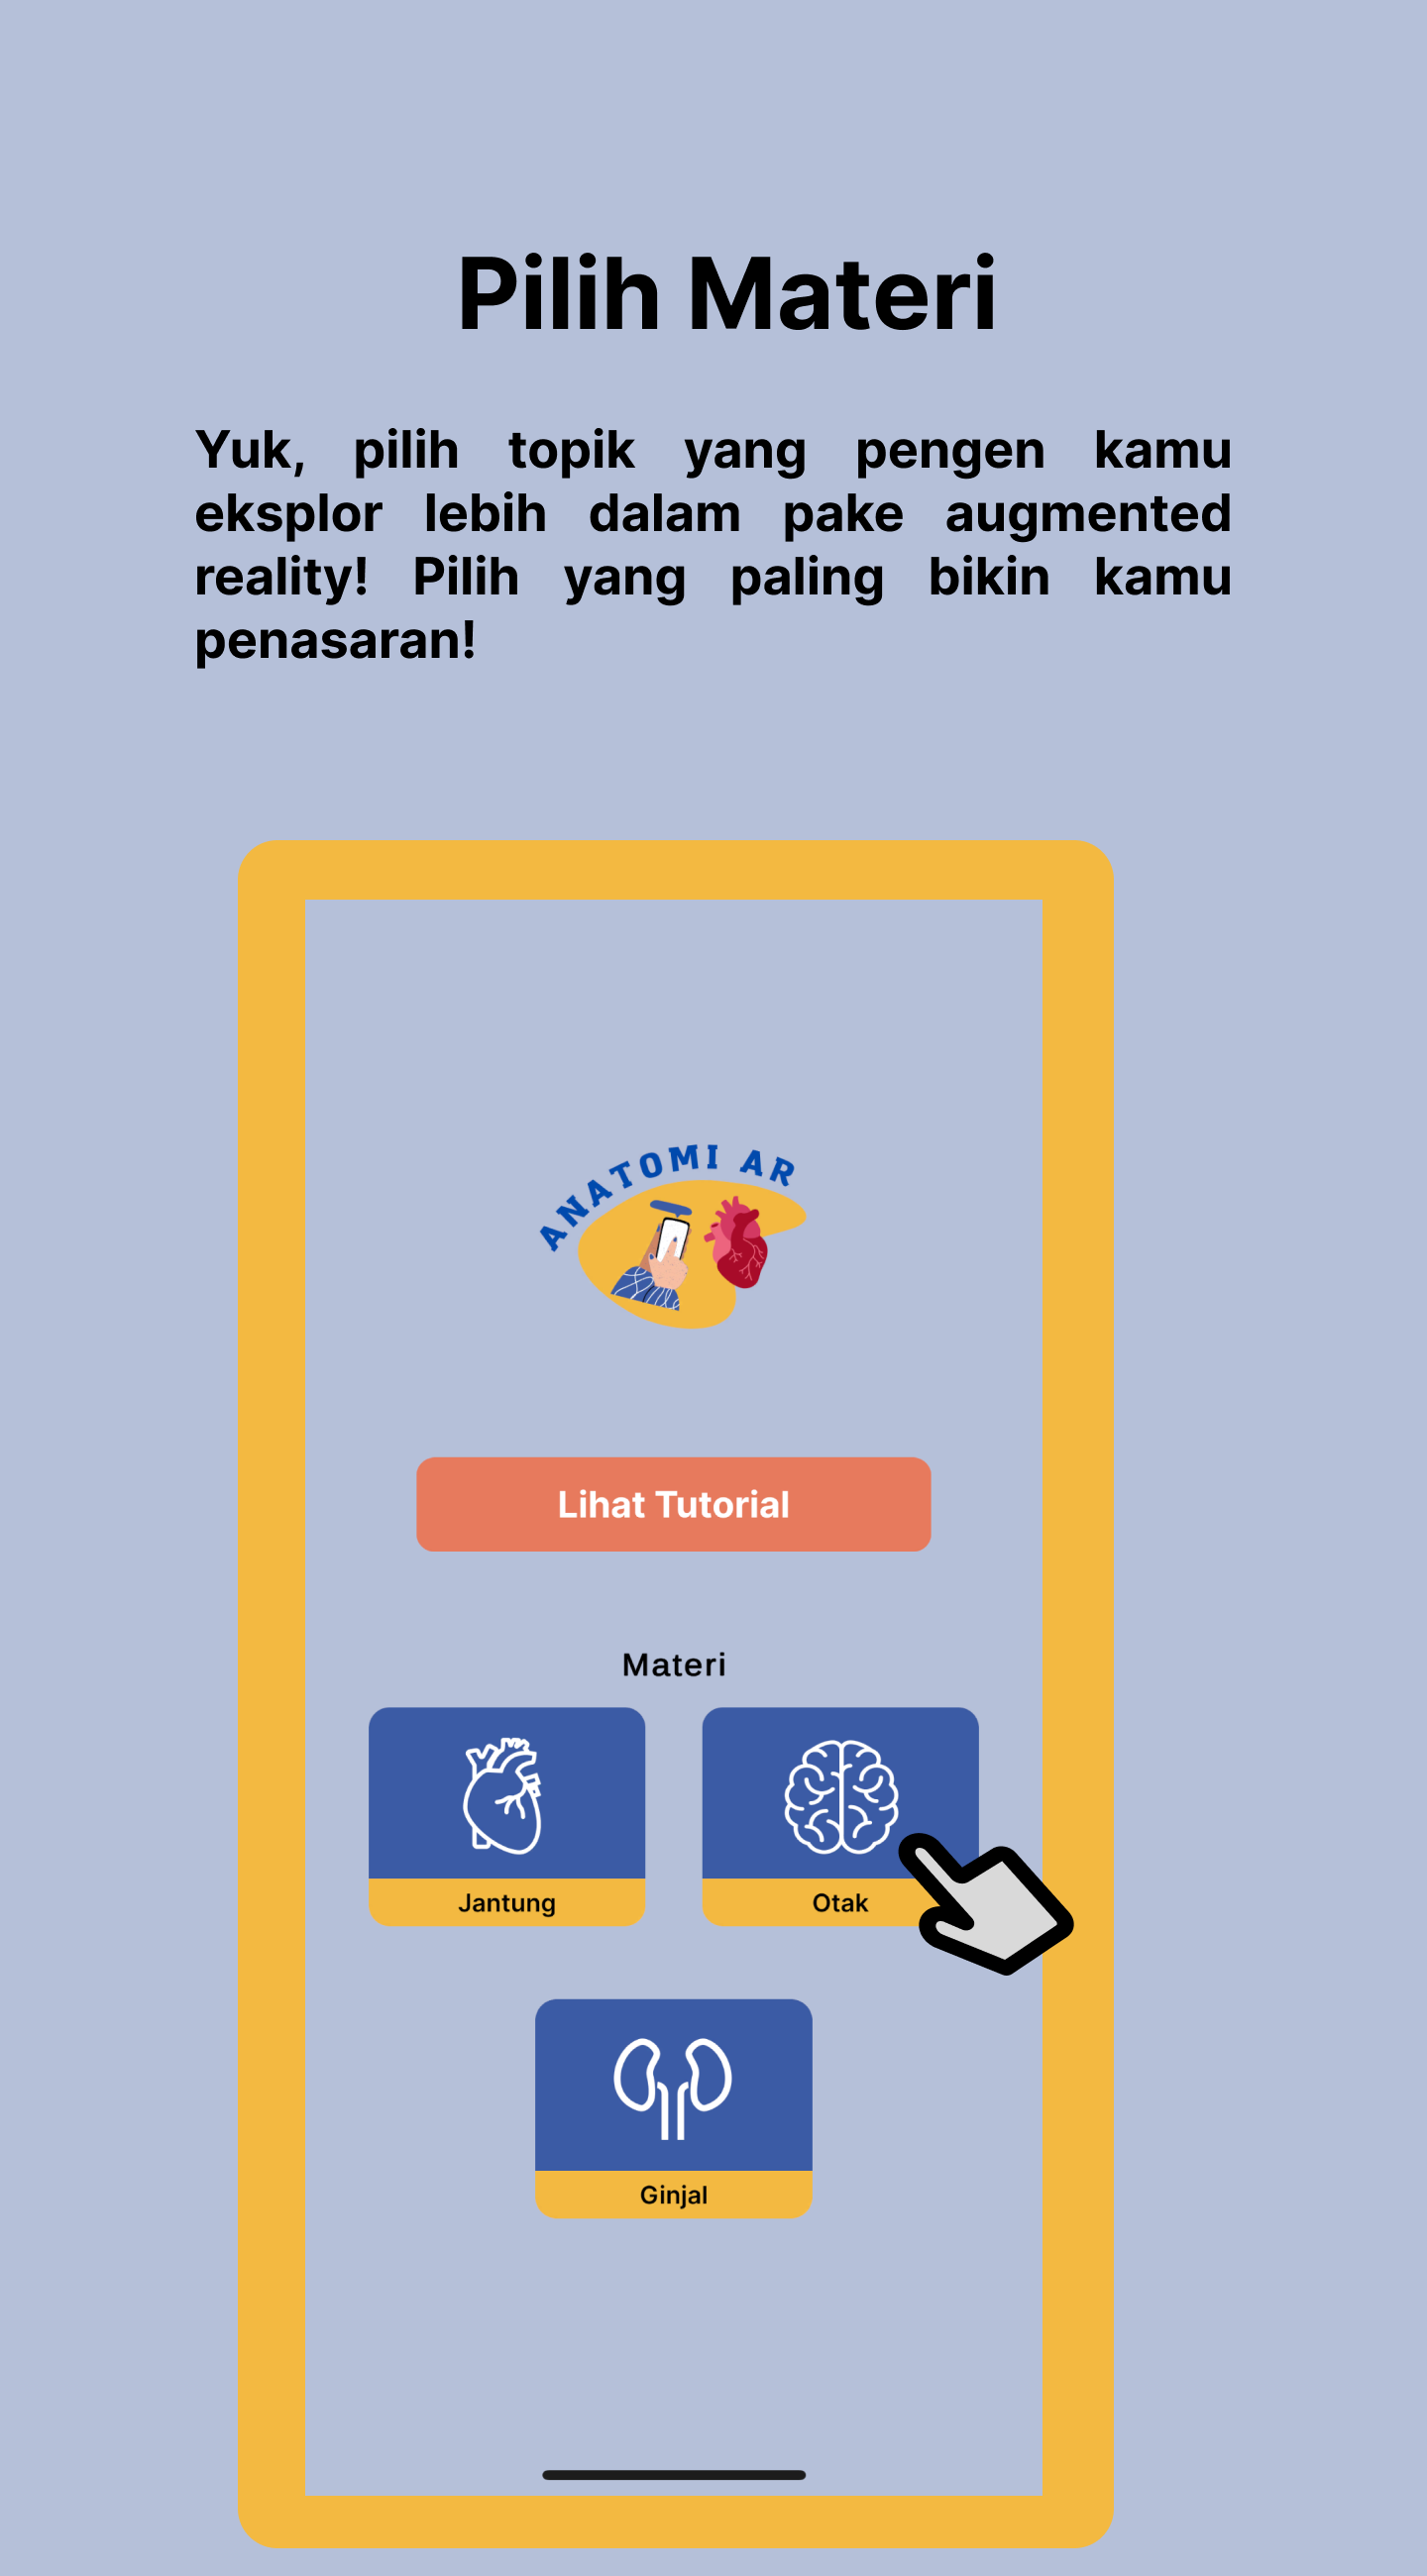 Pilih Materi
Yuk, pilih topik yang pengen kamu
eksplor lebih dalam pake augmented
reality! Pilih yang paling bikin kamu
penasaran!
ANATOMI AR
Lihat Tutorial
Materi
Jantung
Otak
Ginjal